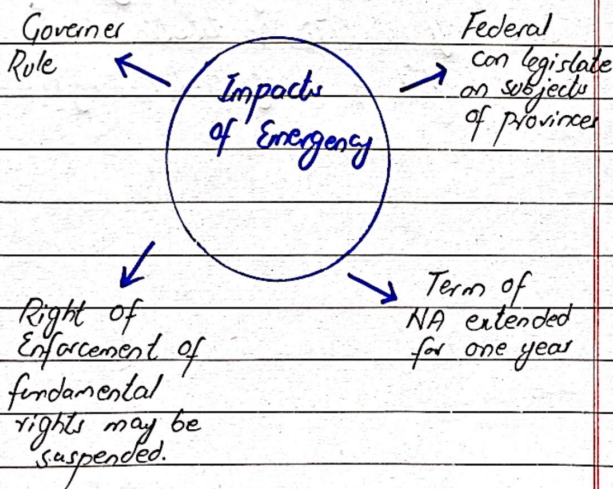 Governer
Rule
Impacts
of Emergency
Federal
can legislate
on subjects
of provinces
Right of
Enforcement of
fundamental
rights may be
suspended.
Term of
NA extended
for one year